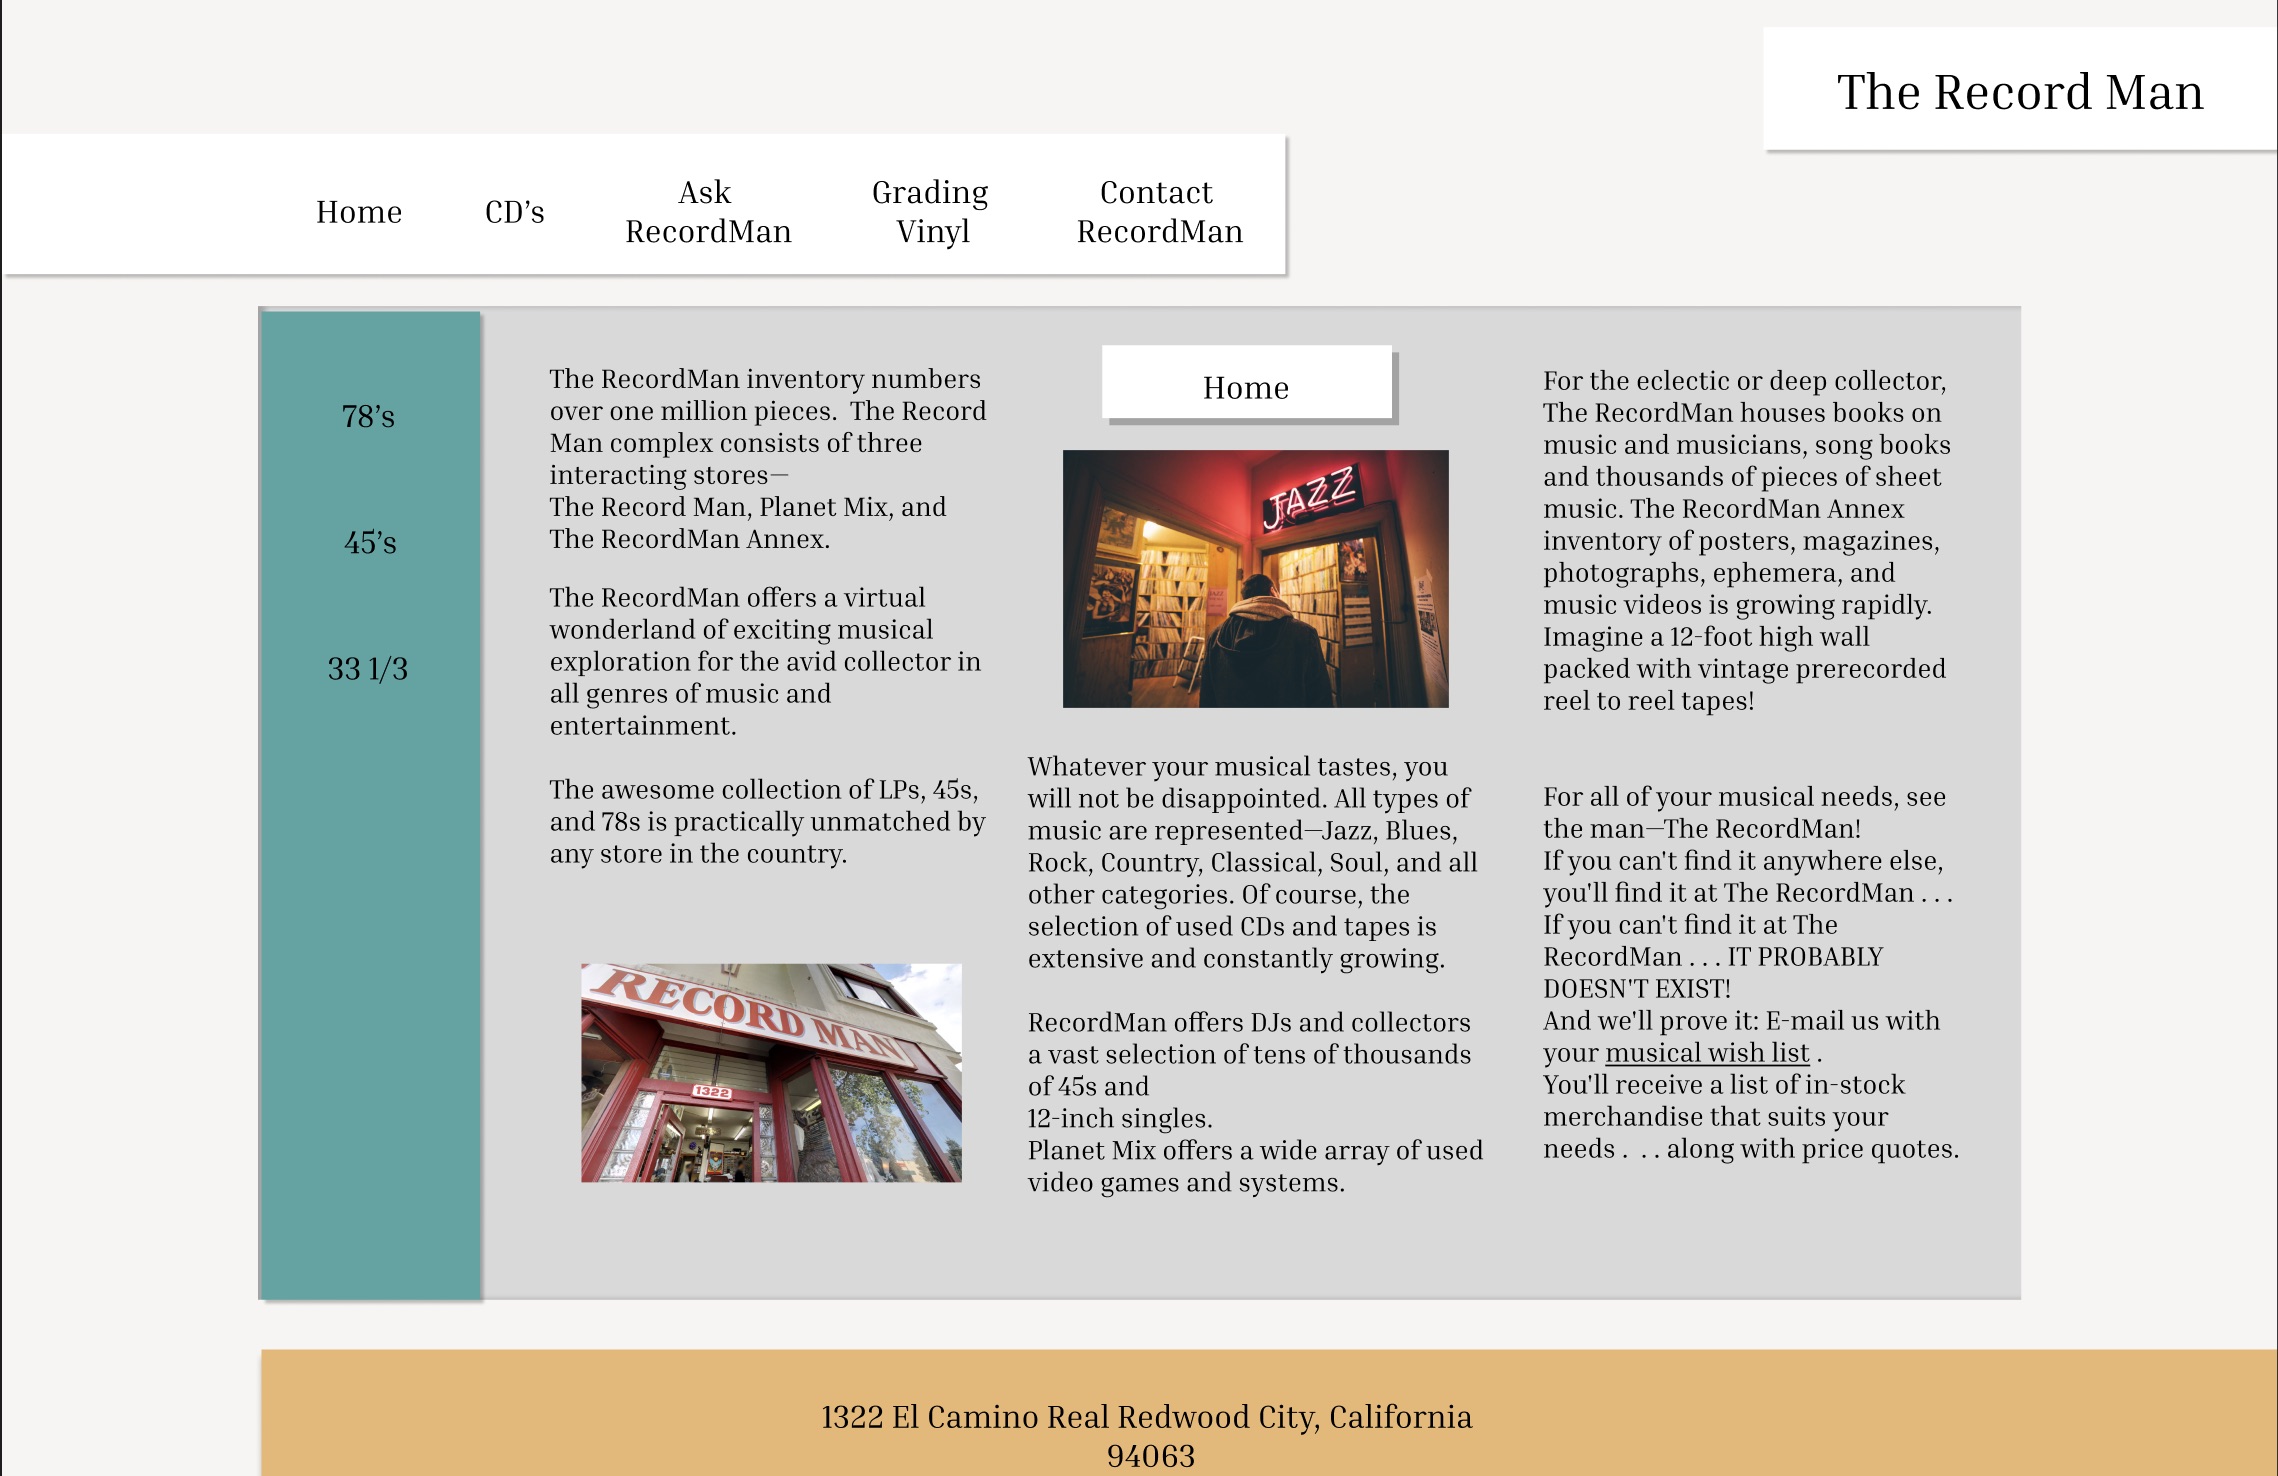 The Record Man
Home
CD’s
Ask
RecordMan
Grading
Vinyl
Contact
RecordMan
78’s
45’s
33 1/3
The RecordMan inventory numbers
over one million pieces.  The Record
Man complex consists of three
interacting stores—
The Record Man, Planet Mix, and
The RecordMan Annex.
The RecordMan offers a virtual
wonderland of exciting musical
exploration for the avid collector in
all genres of music and
entertainment.
The awesome collection of LPs, 45s,
and 78s is practically unmatched by
any store in the country.
RECORD MAN
1322
Home
JAZZ
Whatever your musical tastes, you
will not be disappointed. All types of
music are represented—Jazz, Blues,
Rock, Country, Classical, Soul, and all
other categories. Of course, the
selection of used CDs and tapes is
extensive and constantly growing.
RecordMan offers DJs and collectors
a vast selection of tens of thousands
of 45s and
12-inch singles.
Planet Mix offers a wide array of used
video games and systems.
For the eclectic or deep collector,
The RecordMan houses books on
music and musicians, song books
and thousands of pieces of sheet
music. The RecordMan Annex
inventory of posters, magazines,
photographs, ephemera, and
music videos is growing rapidly.
Imagine a 12-foot high wall
packed with vintage prerecorded
reel to reel tapes!
For all of your musical needs, see
the man—The RecordMan!
If you can't find it anywhere else,
you'll find it at The RecordMan . . .
If you can't find it at The
RecordMan . . . IT PROBABLY
DOESN'T EXIST!
And we'll prove it: E-mail us with
your musical wish list .
You'll receive a list of in-stock
merchandise that suits your
needs .  . . along with price quotes.
1322 El Camino Real Redwood City, California
94063